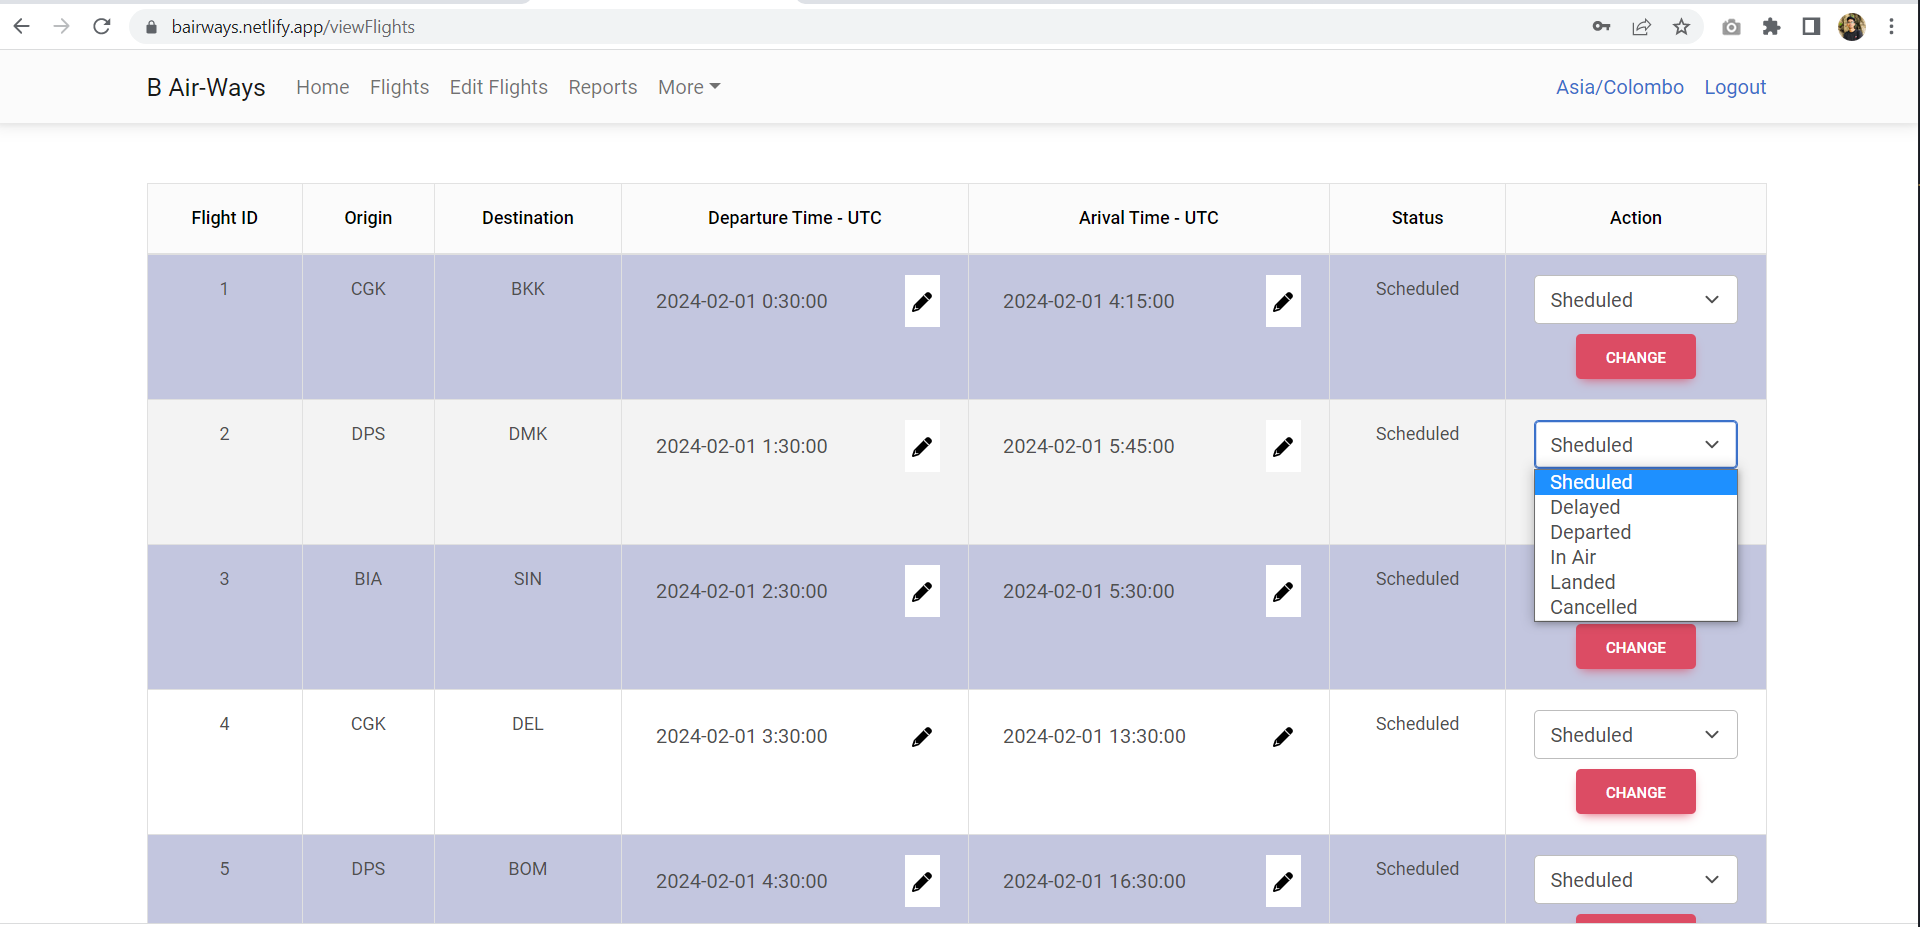 bairways.netlify.app/viewFlights
B Air-Ways Home Flights Edit Flights Reports More Asia/Colombo Logout
Flight ID Origin Destination Departure Time - UTC Arival Time - UTC Status Action
1 CGK BKK 2024-02-01 0:30:00 2024-02-01 4:15:00 Scheduled Sheduled
CHANGE
2 DPS DMK 2024-02-01 1:30:00 2024-02-01 5:45:00 Scheduled Sheduled
Sheduled
Delayed
Departed
In Air
Landed
Cancelled
3 BIA SIN 2024-02-01 2:30:00 2024-02-01 5:30:00 Scheduled
CHANGE
4 CGK DEL 2024-02-01 3:30:00 2024-02-01 13:30:00 Scheduled Sheduled
CHANGE
5 DPS BOM 2024-02-01 4:30:00 2024-02-01 16:30:00 Scheduled Sheduled